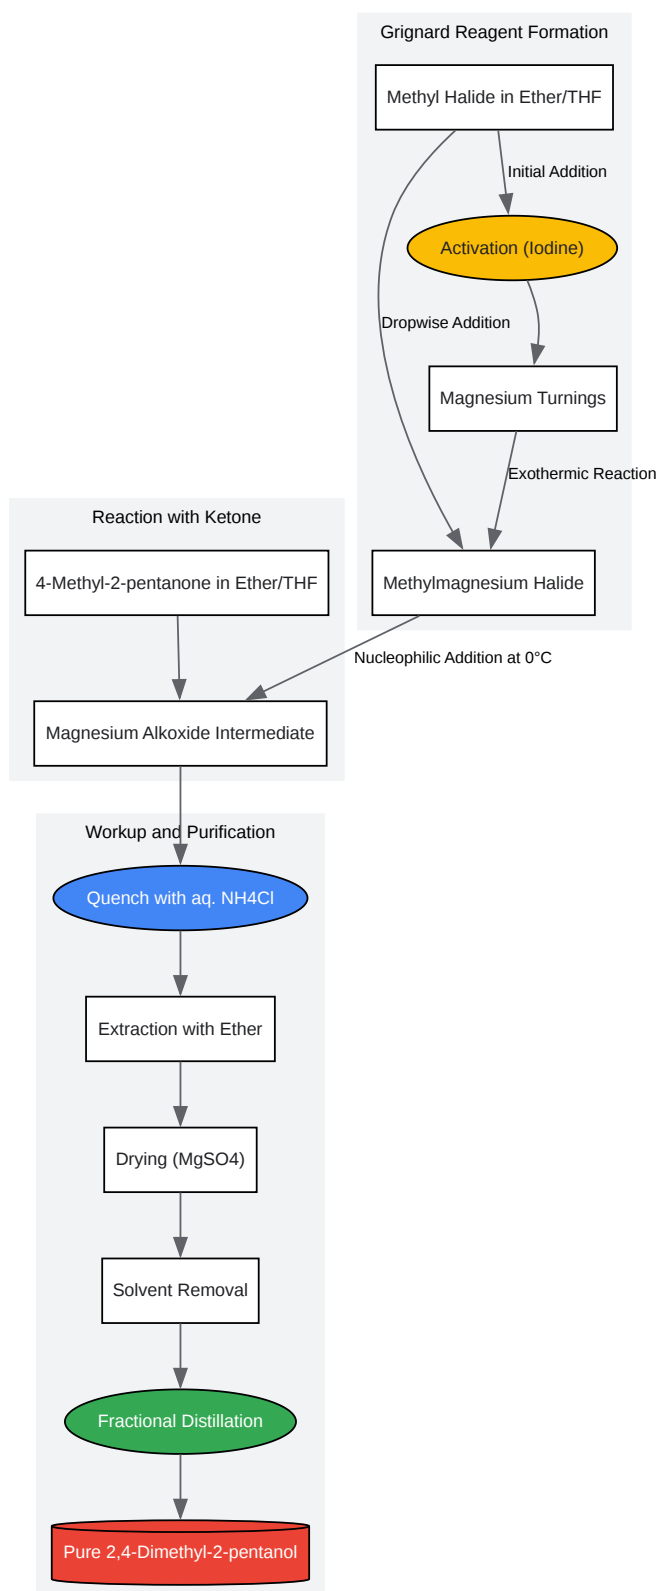 Grignard Reagent Formation
Methyl Halide in Ether/THF
Initial Addition
Activation (Iodine)
Dropwise Addition
Magnesium Turnings
Exothermic Reaction
Reaction with Ketone
4-Methyl-2-pentanone in Ether/THF
Methylmagnesium Halide
Nucleophilic Addition at 0°C
Magnesium Alkoxide Intermediate
Workup and Purification
Quench with aq. NH4Cl
Extraction with Ether
Drying (MgSO4)
Solvent Removal
Fractional Distillation
Pure 2,4-Dimethyl-2-pentanol